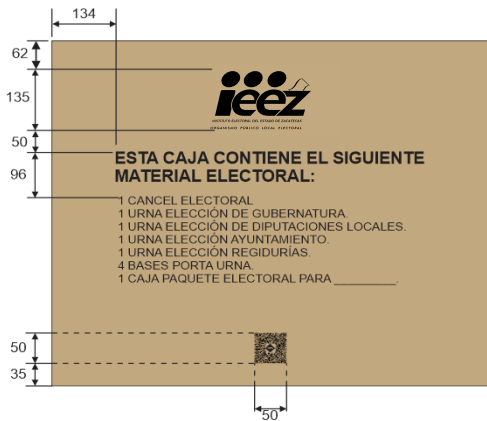 134
62
135
50
96
ieez
INSTITUTO ELECTORAL DEL ESTADO DE ZACATECAS
ORGANISMO PÚBLICO LOCAL ELECTORAL
ESTA CAJA CONTIENE EL SIGUIENTE
MATERIAL ELECTORAL:
1 CANCEL ELECTORAL
1 URNA ELECCIÓN DE GUBERNATURA.
1 URNA ELECCIÓN DE DIPUTACIONES LOCALES.
1 URNA ELECCIÓN AYUNTAMIENTO.
1 URNA ELECCIÓN REGIDURÍAS.
4 BASES PORTA URNA.
1 CAJA PAQUETE ELECTORAL PARA _________.
50
35
50